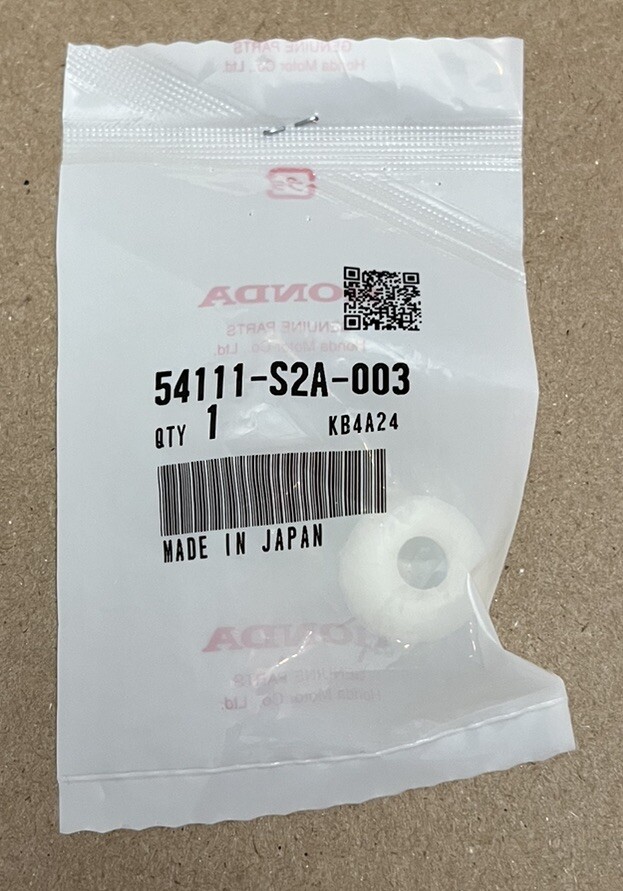 GENUINE PARTS
Honda Motor Co., Ltd.
HONDA
GENUINE PARTS
Honda Motor Co., Ltd.
54111-S2A-003
QTY 1 KB4A24
MADE IN JAPAN
HONDA
GENUINE PARTS
Honda Motor Co., Ltd.